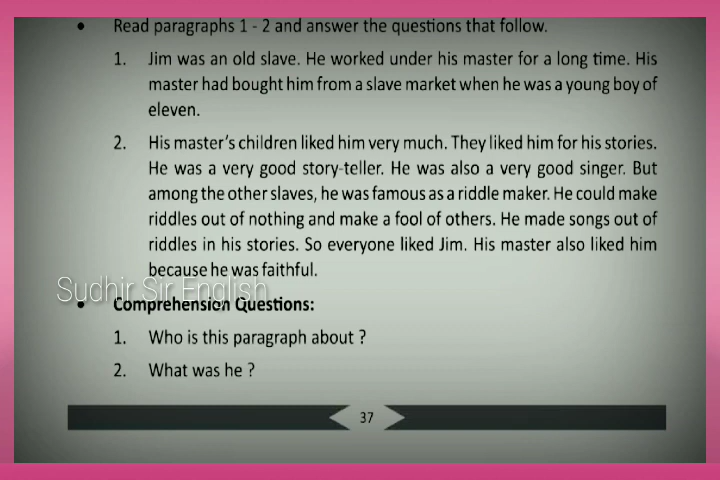 • Read paragraphs 1 - 2 and answer the questions that follow.
1. Jim was an old slave. He worked under his master for a long time. His
master had bought him from a slave market when he was a young boy of
eleven.
2. His master's children liked him very much. They liked him for his stories.
He was a very good story-teller. He was also a very good singer. But
among the other slaves, he was famous as a riddle maker. He could make
riddles out of nothing and make a fool of others. He made songs out of
riddles in his stories. So everyone liked Jim. His master also liked him
because he was faithful.
Sudhir Sir English
• Comprehension Questions:
1. Who is this paragraph about ?
2. What was he ?
37